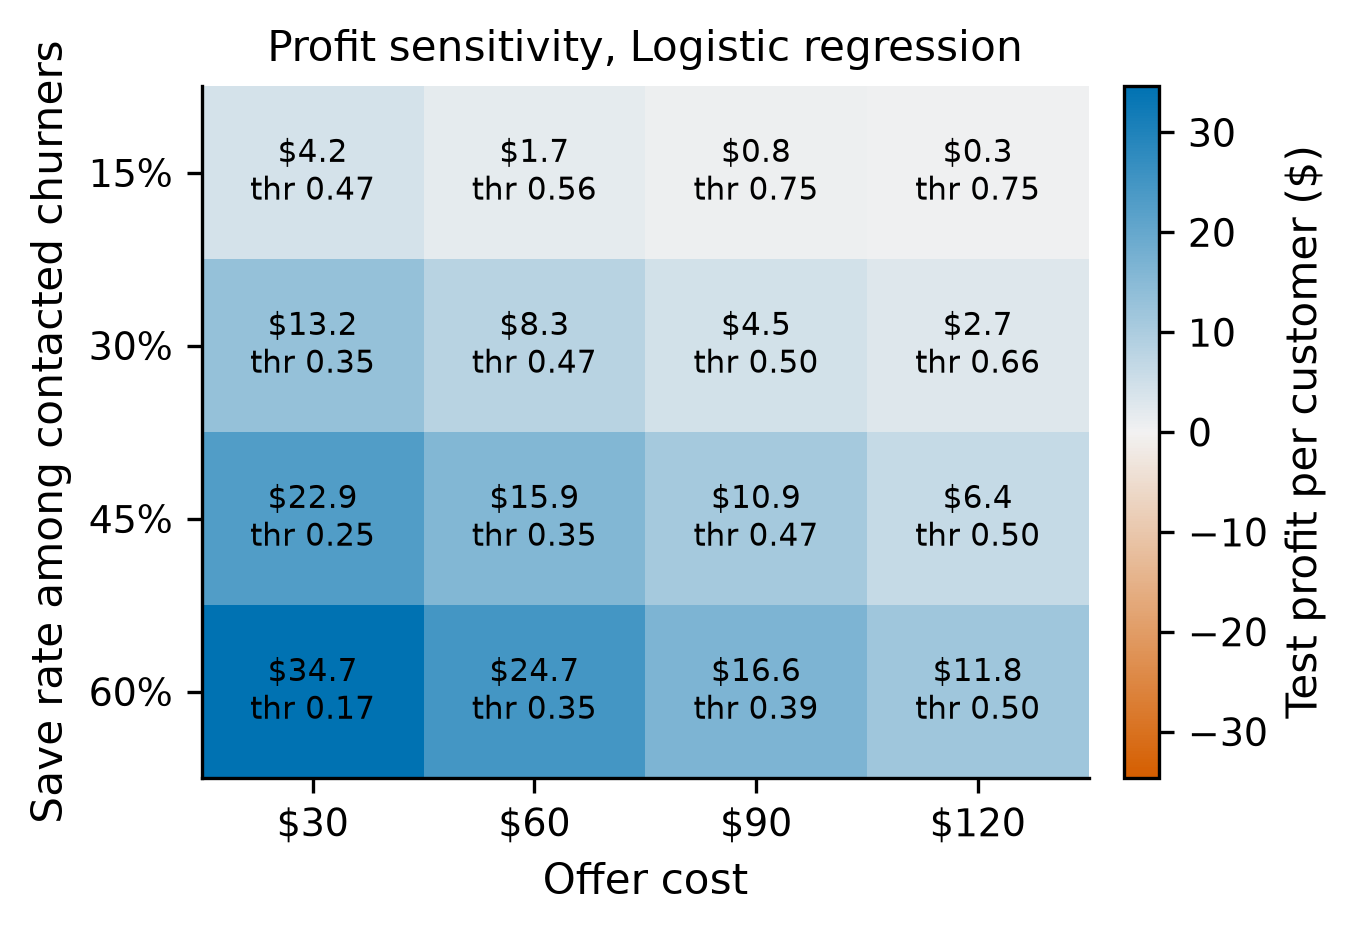 Profit sensitivity, Logistic regression
Save rate among contacted churners
15%
$4.2
thr 0.47
$1.7
thr 0.56
$0.8
thr 0.75
$0.3
thr 0.75
30%
$13.2
thr 0.35
$8.3
thr 0.47
$4.5
thr 0.50
$2.7
thr 0.66
45%
$22.9
thr 0.25
$15.9
thr 0.35
$10.9
thr 0.47
$6.4
thr 0.50
60%
$34.7
thr 0.17
$24.7
thr 0.35
$16.6
thr 0.39
$11.8
thr 0.50
$30
$60
$90
$120
Offer cost
30
20
10
0
−10
−20
−30
Test profit per customer ($)